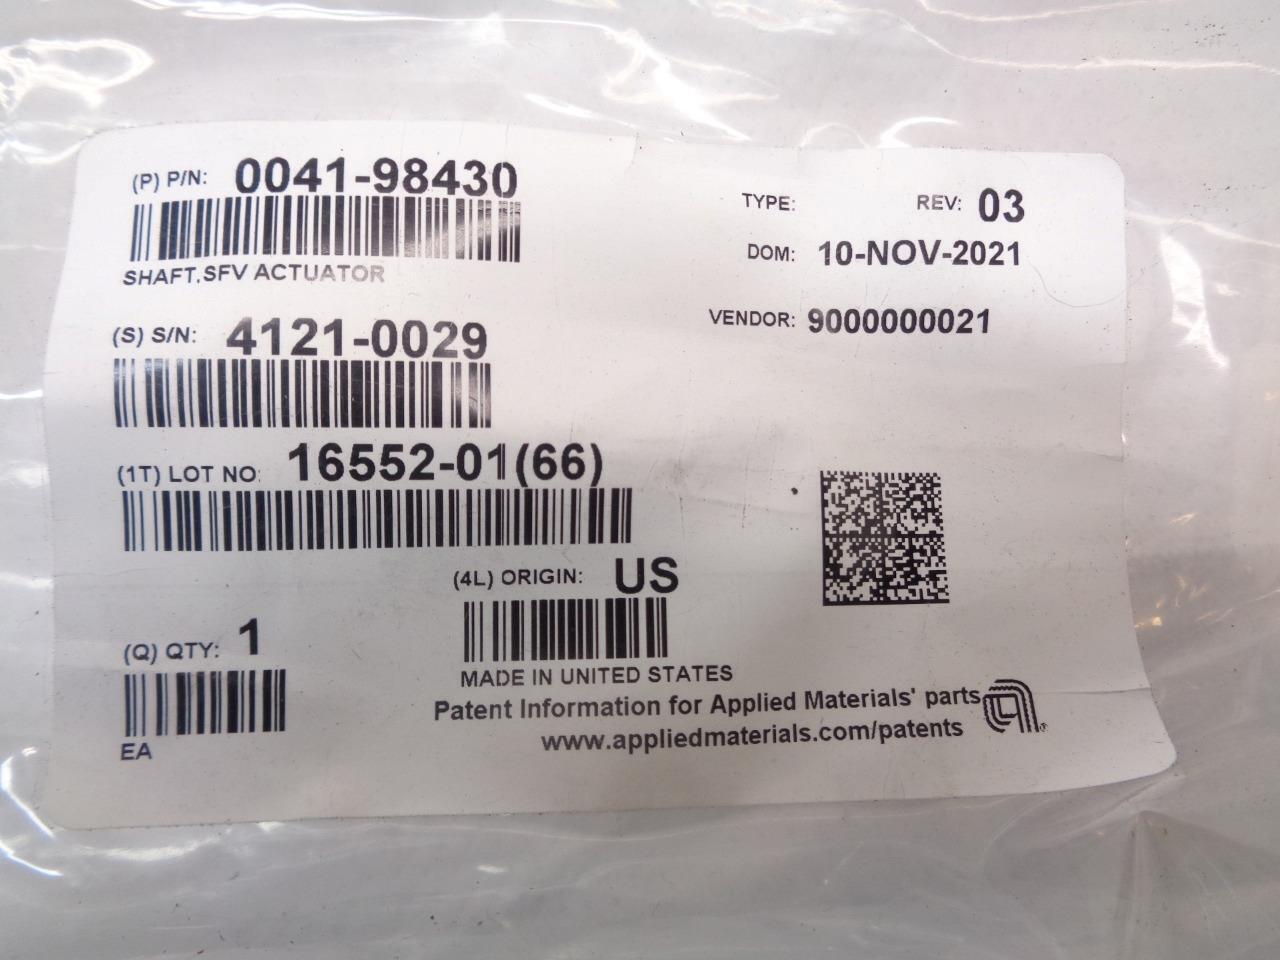 (P) P/N: 0041-98430
SHAFT,SFV ACTUATOR
TYPE: REV: 03
DOM: 10-NOV-2021
(S) S/N: 4121-0029
VENDOR: 9000000021
(1T) LOT NO: 16552-01(66)
(4L) ORIGIN: US
MADE IN UNITED STATES
(Q) QTY: 1
EA
Patent Information for Applied Materials' parts
www.appliedmaterials.com/patents